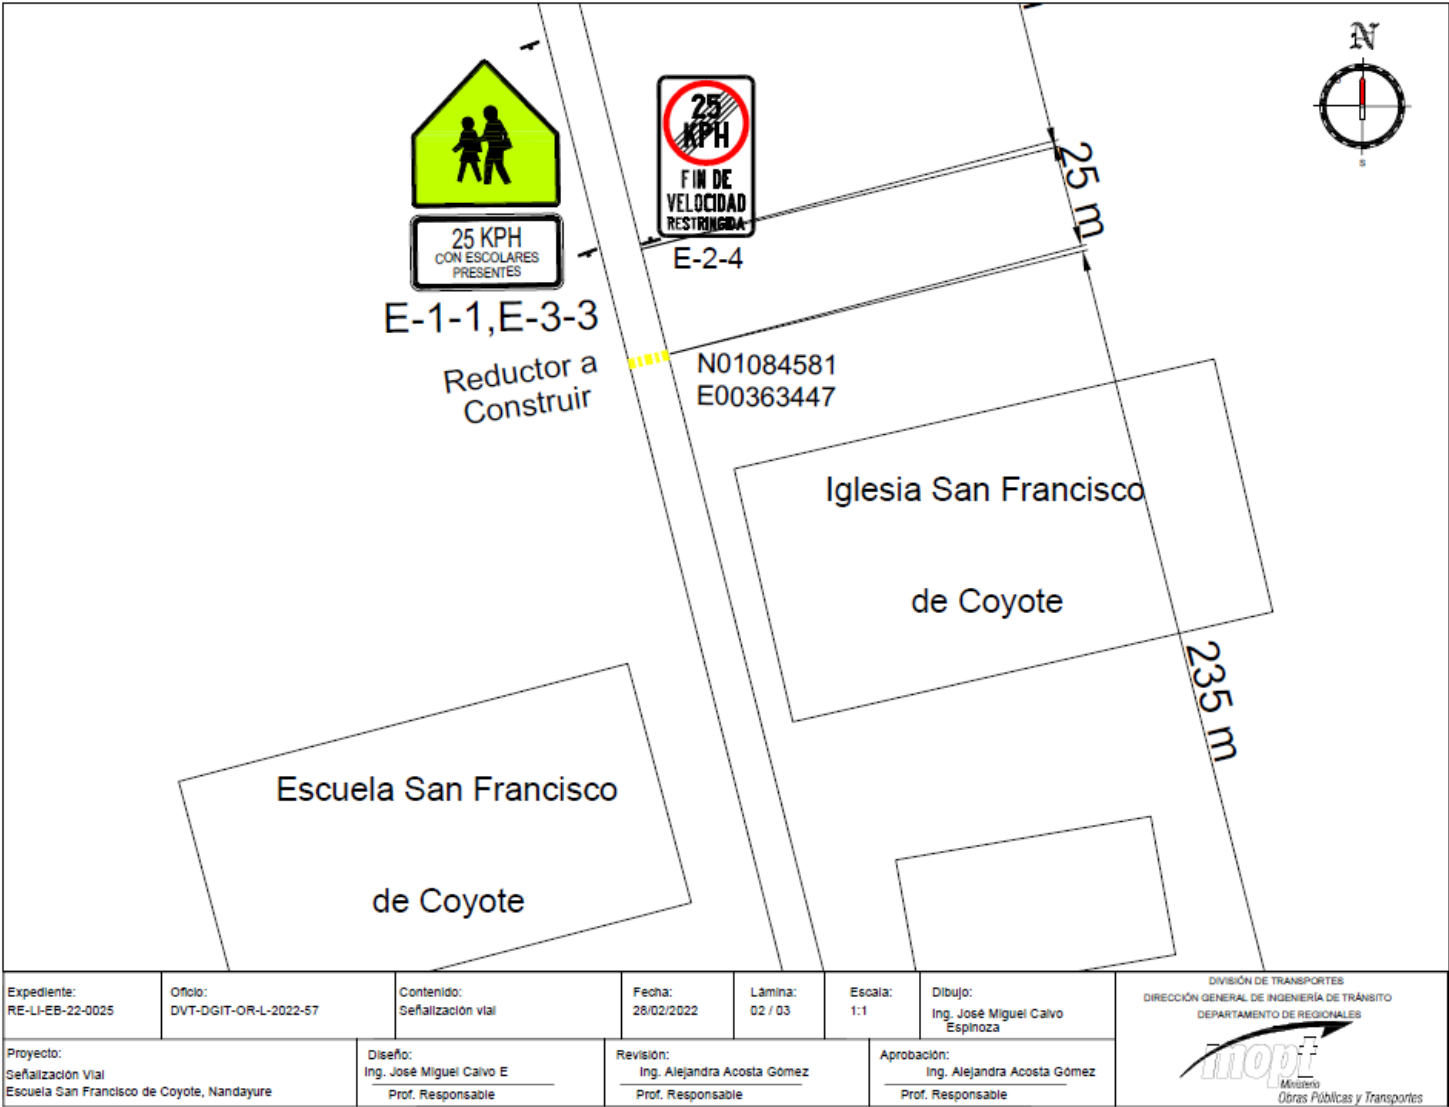 N
S
25
KPH
FIN DE
VELOCIDAD
RESTRINGIDA
E-2-4
25 KPH
CON ESCOLARES
PRESENTES
E-1-1,E-3-3
25 m
Reductor a
Construir
N01084581
E00363447
Iglesia San Francisco
de Coyote
235 m
Escuela San Francisco
de Coyote
Expediente:
RE-LI-EB-22-0025
Oficio:
DVT-DGIT-OR-L-2022-57
Contenido:
Señalización vial
Fecha:
28/02/2022
Lámina:
02 / 03
Escala:
1:1
Dibujo:
Ing. José Miguel Calvo
Espinoza
DIVISIÓN DE TRANSPORTES
DIRECCIÓN GENERAL DE INGENIERÍA DE TRÁNSITO
DEPARTAMENTO DE REGIONALES
mopt
Ministerio
Obras Públicas y Transportes
Proyecto:
Señalización Vial
Escuela San Francisco de Coyote, Nandayure
Diseño:
Ing. José Miguel Calvo E
Prof. Responsable
Revisión:
Ing. Alejandra Acosta Gómez
Prof. Responsable
Aprobación:
Ing. Alejandra Acosta Gómez
Prof. Responsable